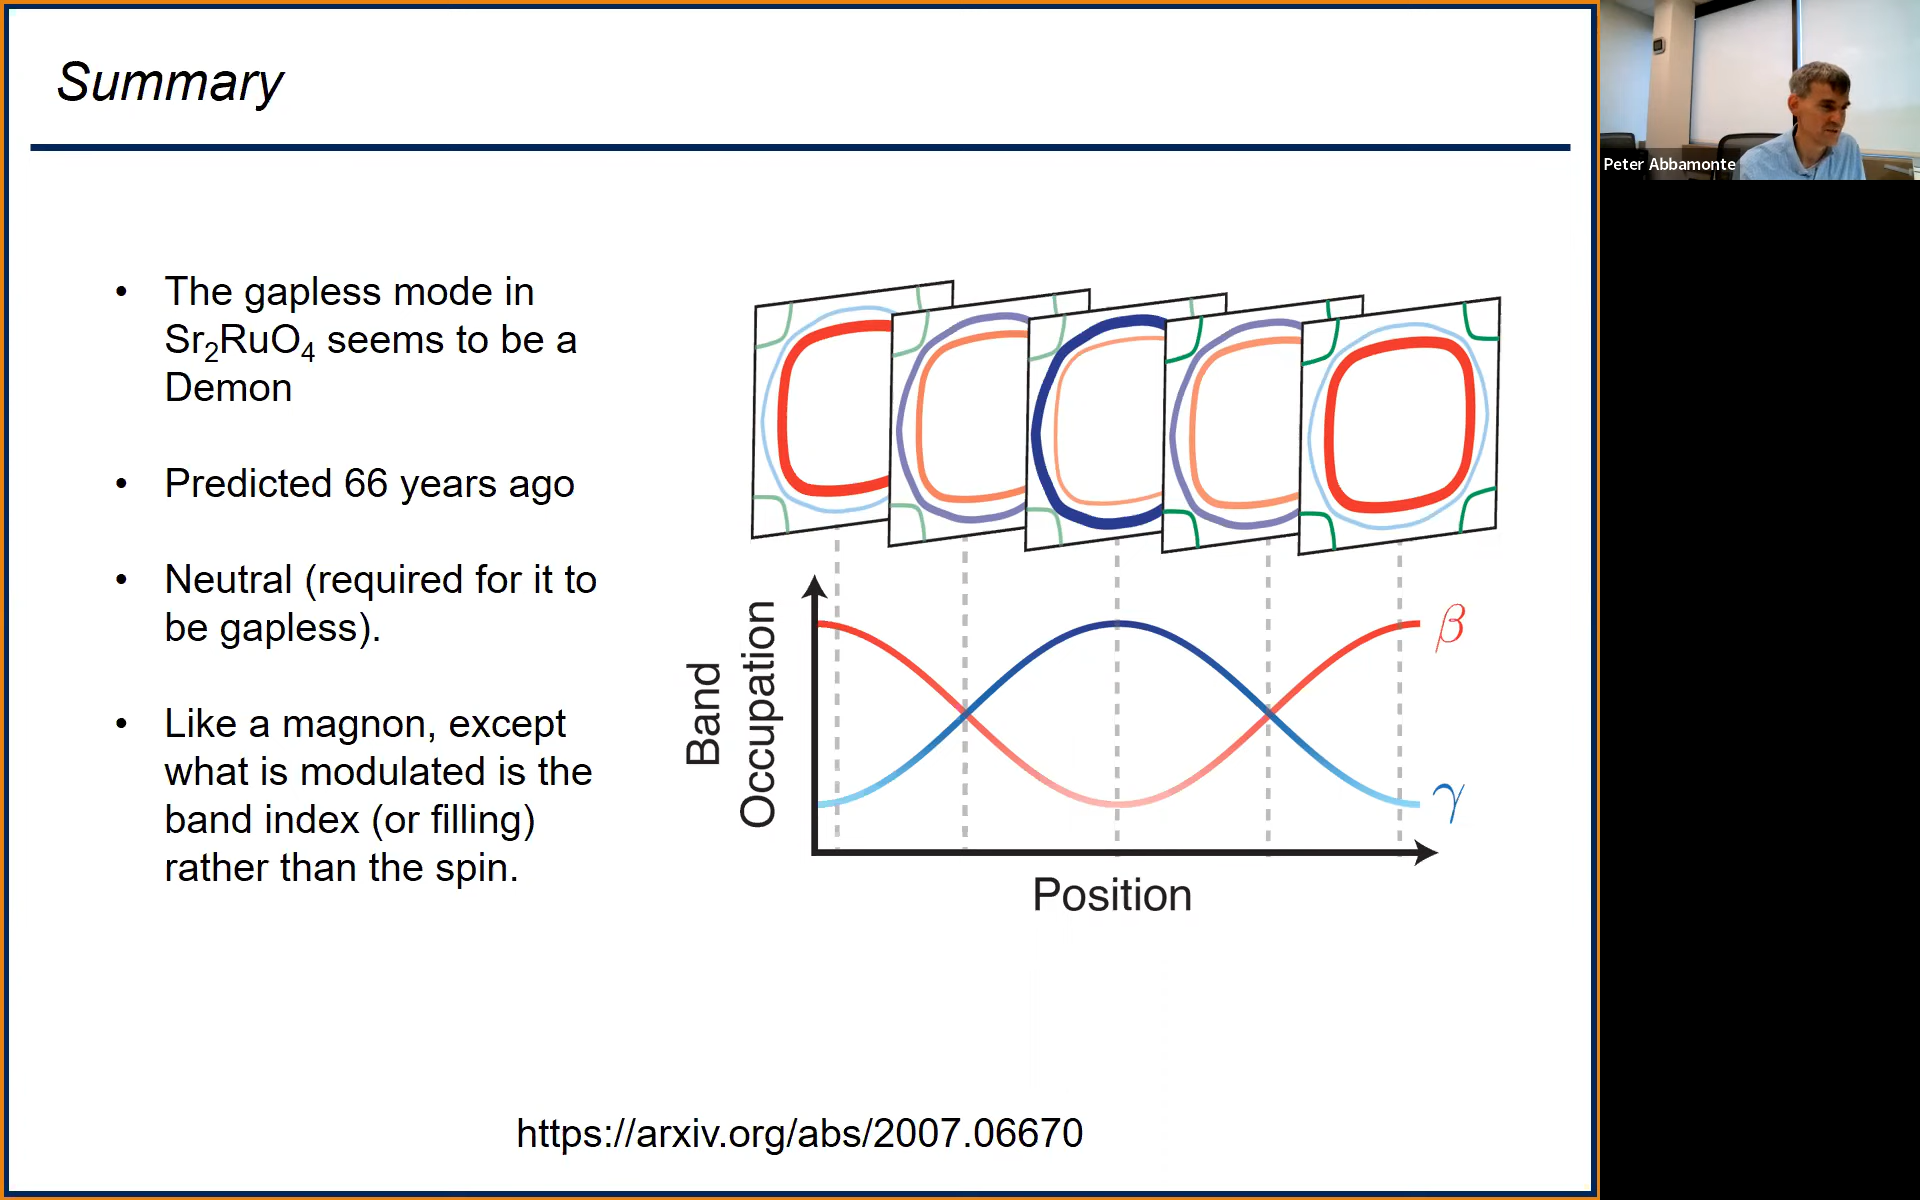 Summary
• The gapless mode in
Sr₂RuO₄ seems to be a
Demon
• Predicted 66 years ago
• Neutral (required for it to
be gapless).
• Like a magnon, except
what is modulated is the
band index (or filling)
rather than the spin.
Band
Occupation
β
γ
Position
https://arxiv.org/abs/2007.06670
Peter Abbamonte